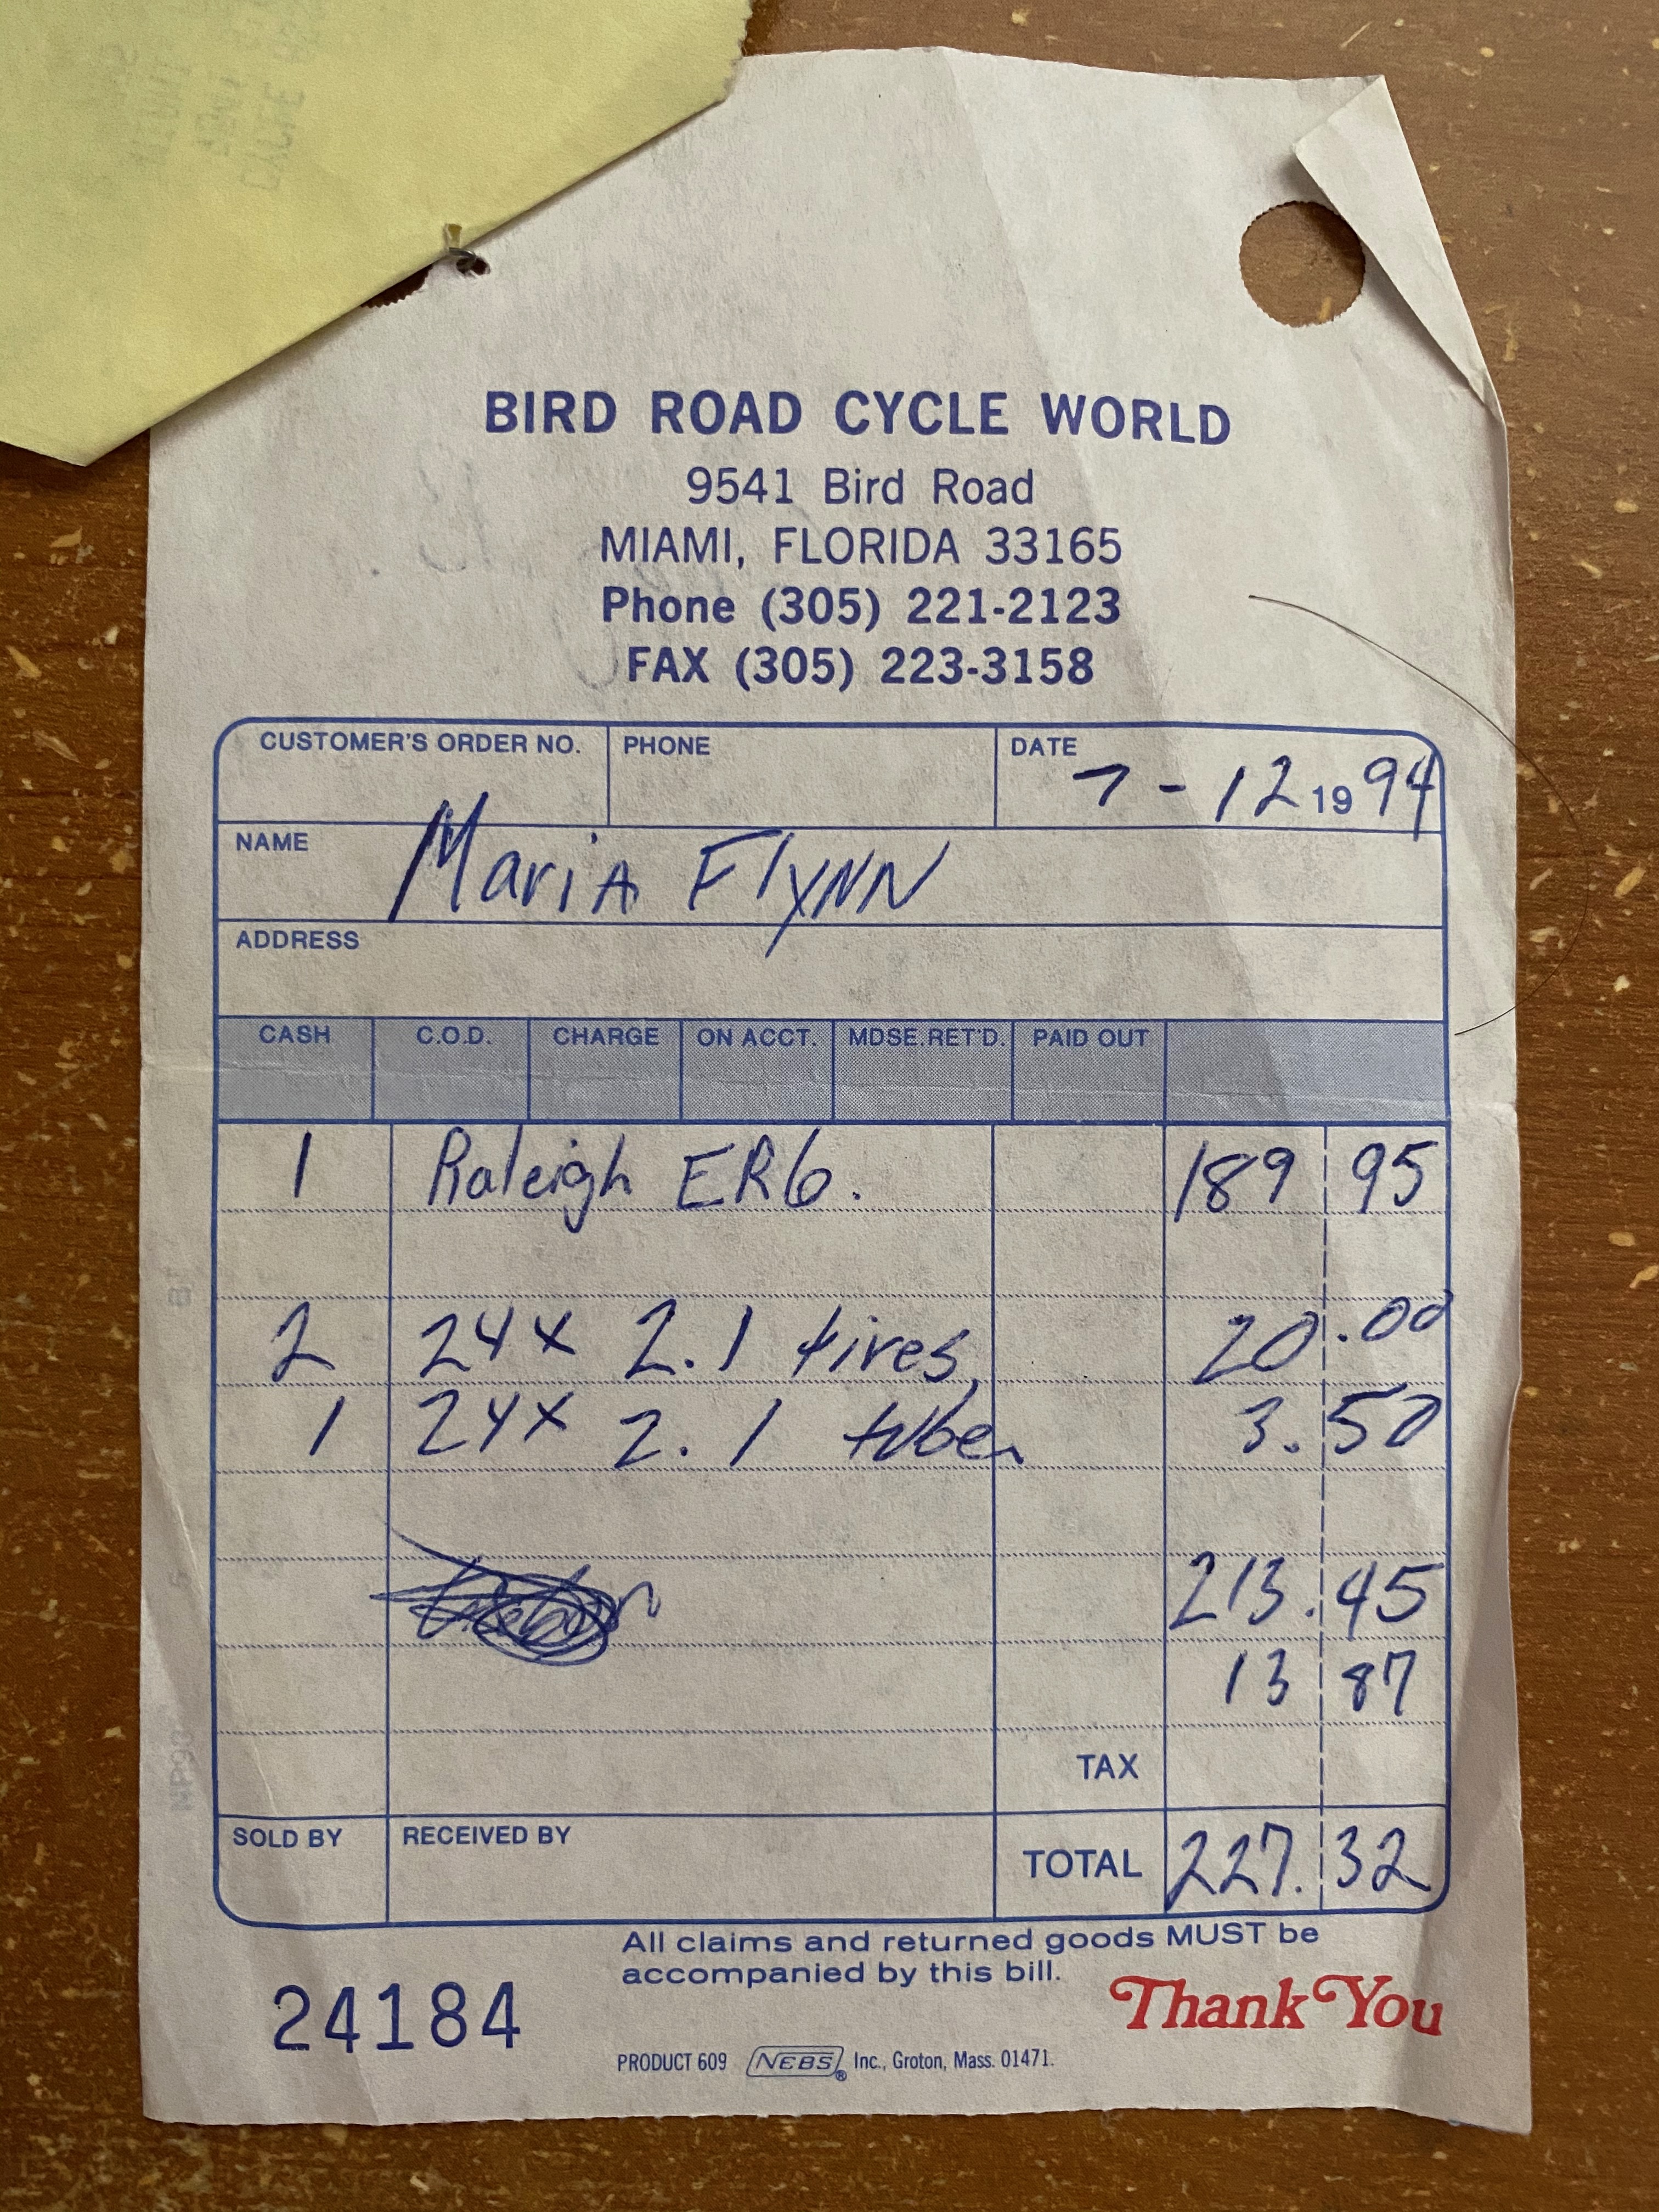 BIRD ROAD CYCLE WORLD
9541 Bird Road
MIAMI, FLORIDA 33165
Phone (305) 221-2123
FAX (305) 223-3158
CUSTOMER'S ORDER NO. PHONE DATE 7-12 19 94
NAME Maria Flynn
ADDRESS
CASH C.O.D. CHARGE ON ACCT. MDSE. RET'D. PAID OUT
1 Raleigh ER6. 189 95
2 24x 2.1 tires 20.00
1 24x 2.1 tube 3.50
213.45
13 87
TAX
SOLD BY RECEIVED BY TOTAL 227.32
All claims and returned goods MUST be
accompanied by this bill.
24184 Thank You
PRODUCT 609 NEBS ® Inc., Groton, Mass. 01471.